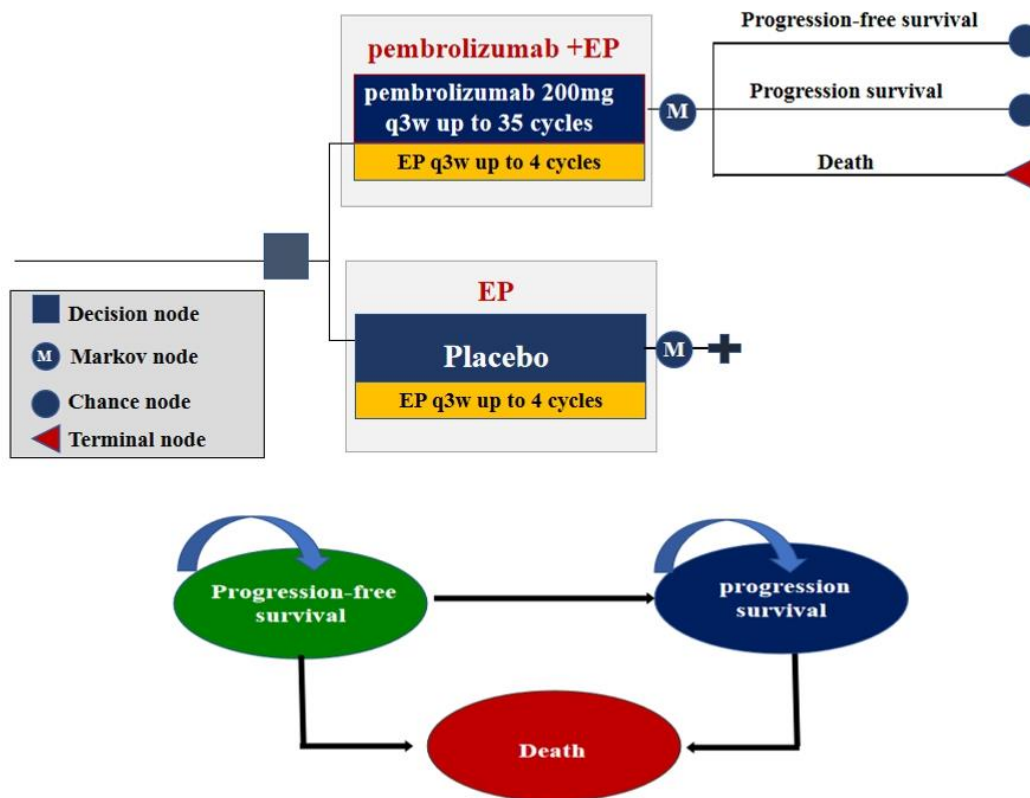 pembrolizumab +EP
pembrolizumab 200mg
q3w up to 35 cycles
EP q3w up to 4 cycles
M
Progression-free survival
Progression survival
Death
EP
Placebo
EP q3w up to 4 cycles
M
Decision node
M Markov node
Chance node
Terminal node
Progression-free
survival
progression
survival
Death